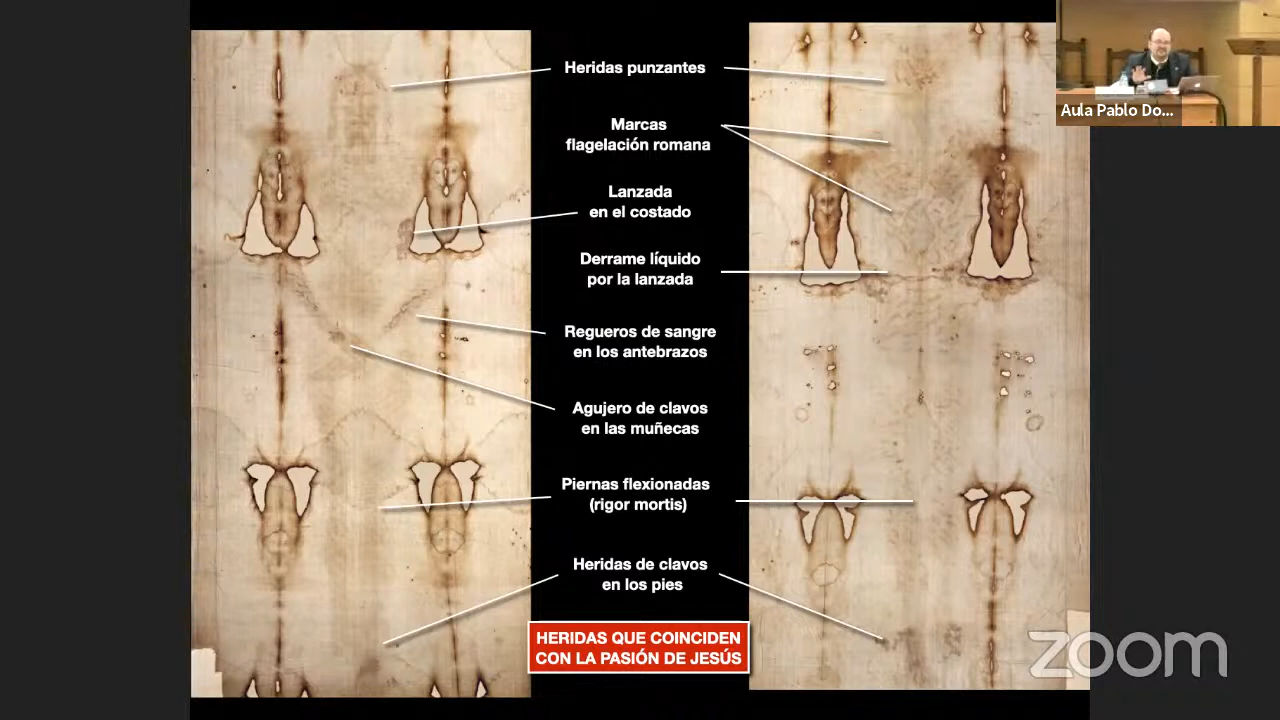 Heridas punzantes
Marcas
flagelación romana
Lanzada
en el costado
Derrame líquido
por la lanzada
Regueros de sangre
en los antebrazos
Agujero de clavos
en las muñecas
Piernas flexionadas
(rigor mortis)
Heridas de clavos
en los pies
HERIDAS QUE COINCIDEN
CON LA PASIÓN DE JESÚS
Aula Pablo Do...
zoom